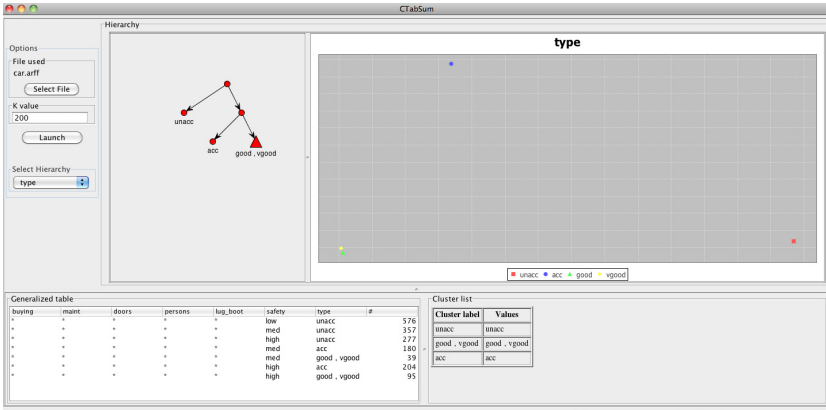 CTabSum
Hierarchy
Options
File used
car.arff
Select File
K value
200
Launch
Select Hierarchy
type
unacc
acc
good , vgood
type
unacc acc good vgood
Generalized table
buying maint doors persons lug_boot safety type #
* * * * * low unacc 576
* * * * * med unacc 357
* * * * * high unacc 277
* * * * * med acc 180
* * * * * med good , vgood 39
* * * * * high acc 204
* * * * * high good , vgood 95
Cluster list
Cluster label Values
unacc unacc
good , vgood good , vgood
acc acc